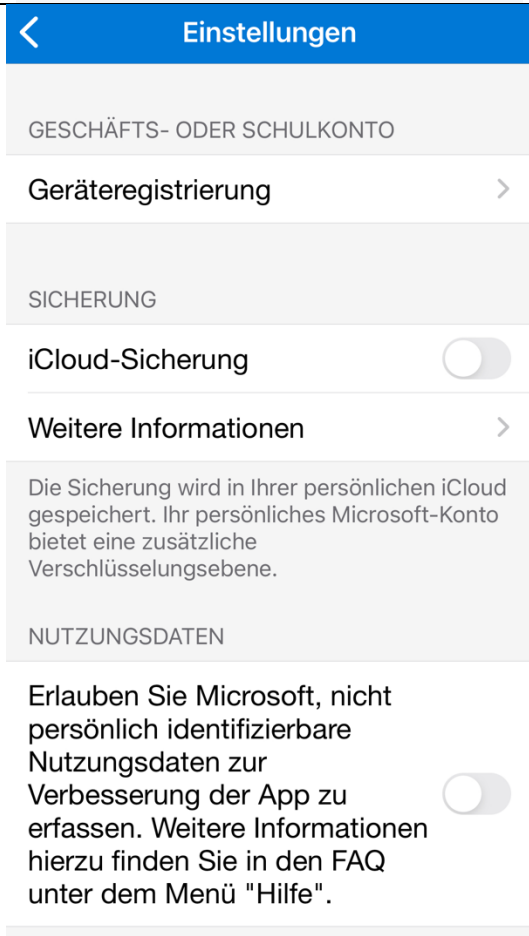 Einstellungen
GESCHÄFTS- ODER SCHULKONTO
Geräteregistrierung
SICHERUNG
iCloud-Sicherung
Weitere Informationen
Die Sicherung wird in Ihrer persönlichen iCloud
gespeichert. Ihr persönliches Microsoft-Konto
bietet eine zusätzliche
Verschlüsselungsebene.
NUTZUNGSDATEN
Erlauben Sie Microsoft, nicht
persönlich identifizierbare
Nutzungsdaten zur
Verbesserung der App zu
erfassen. Weitere Informationen
hierzu finden Sie in den FAQ
unter dem Menü "Hilfe".